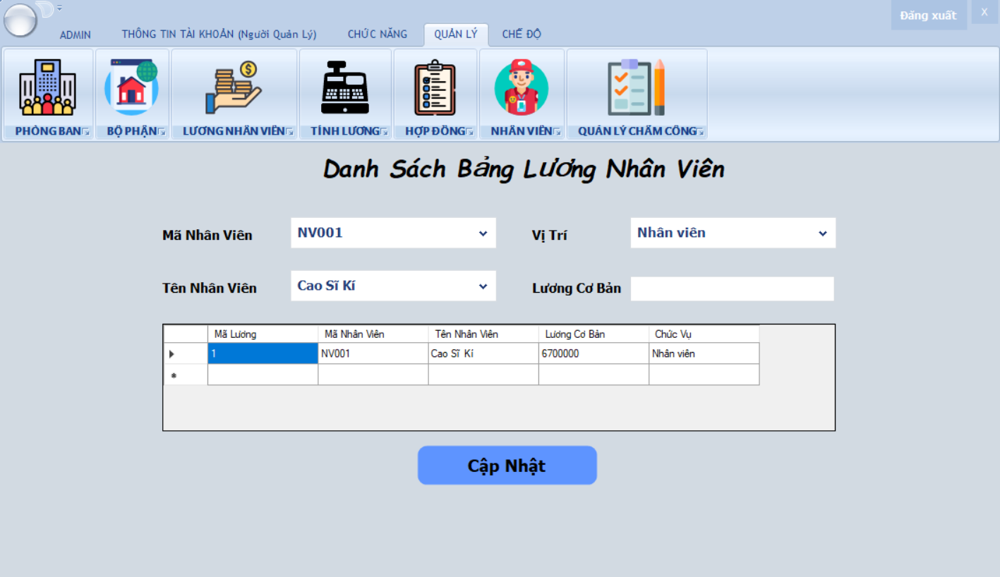 Đăng xuất X
ADMIN THÔNG TIN TÀI KHOẢN (Người Quản Lý) CHỨC NĂNG QUẢN LÝ CHẾ ĐỘ
PHÒNG BAN BỘ PHẬN LƯƠNG NHÂN VIÊN TÍNH LƯƠNG HỢP ĐỒNG NHÂN VIÊN QUẢN LÝ CHẤM CÔNG
Danh Sách Bảng Lương Nhân Viên
Mã Nhân Viên NV001 Vị Trí Nhân viên
Tên Nhân Viên Cao Sĩ Kí Lương Cơ Bản
Mã Lương Mã Nhân Viên Tên Nhân Viên Lương Cơ Bản Chức Vụ
1 NV001 Cao Sĩ Kí 6700000 Nhân viên
Cập Nhật